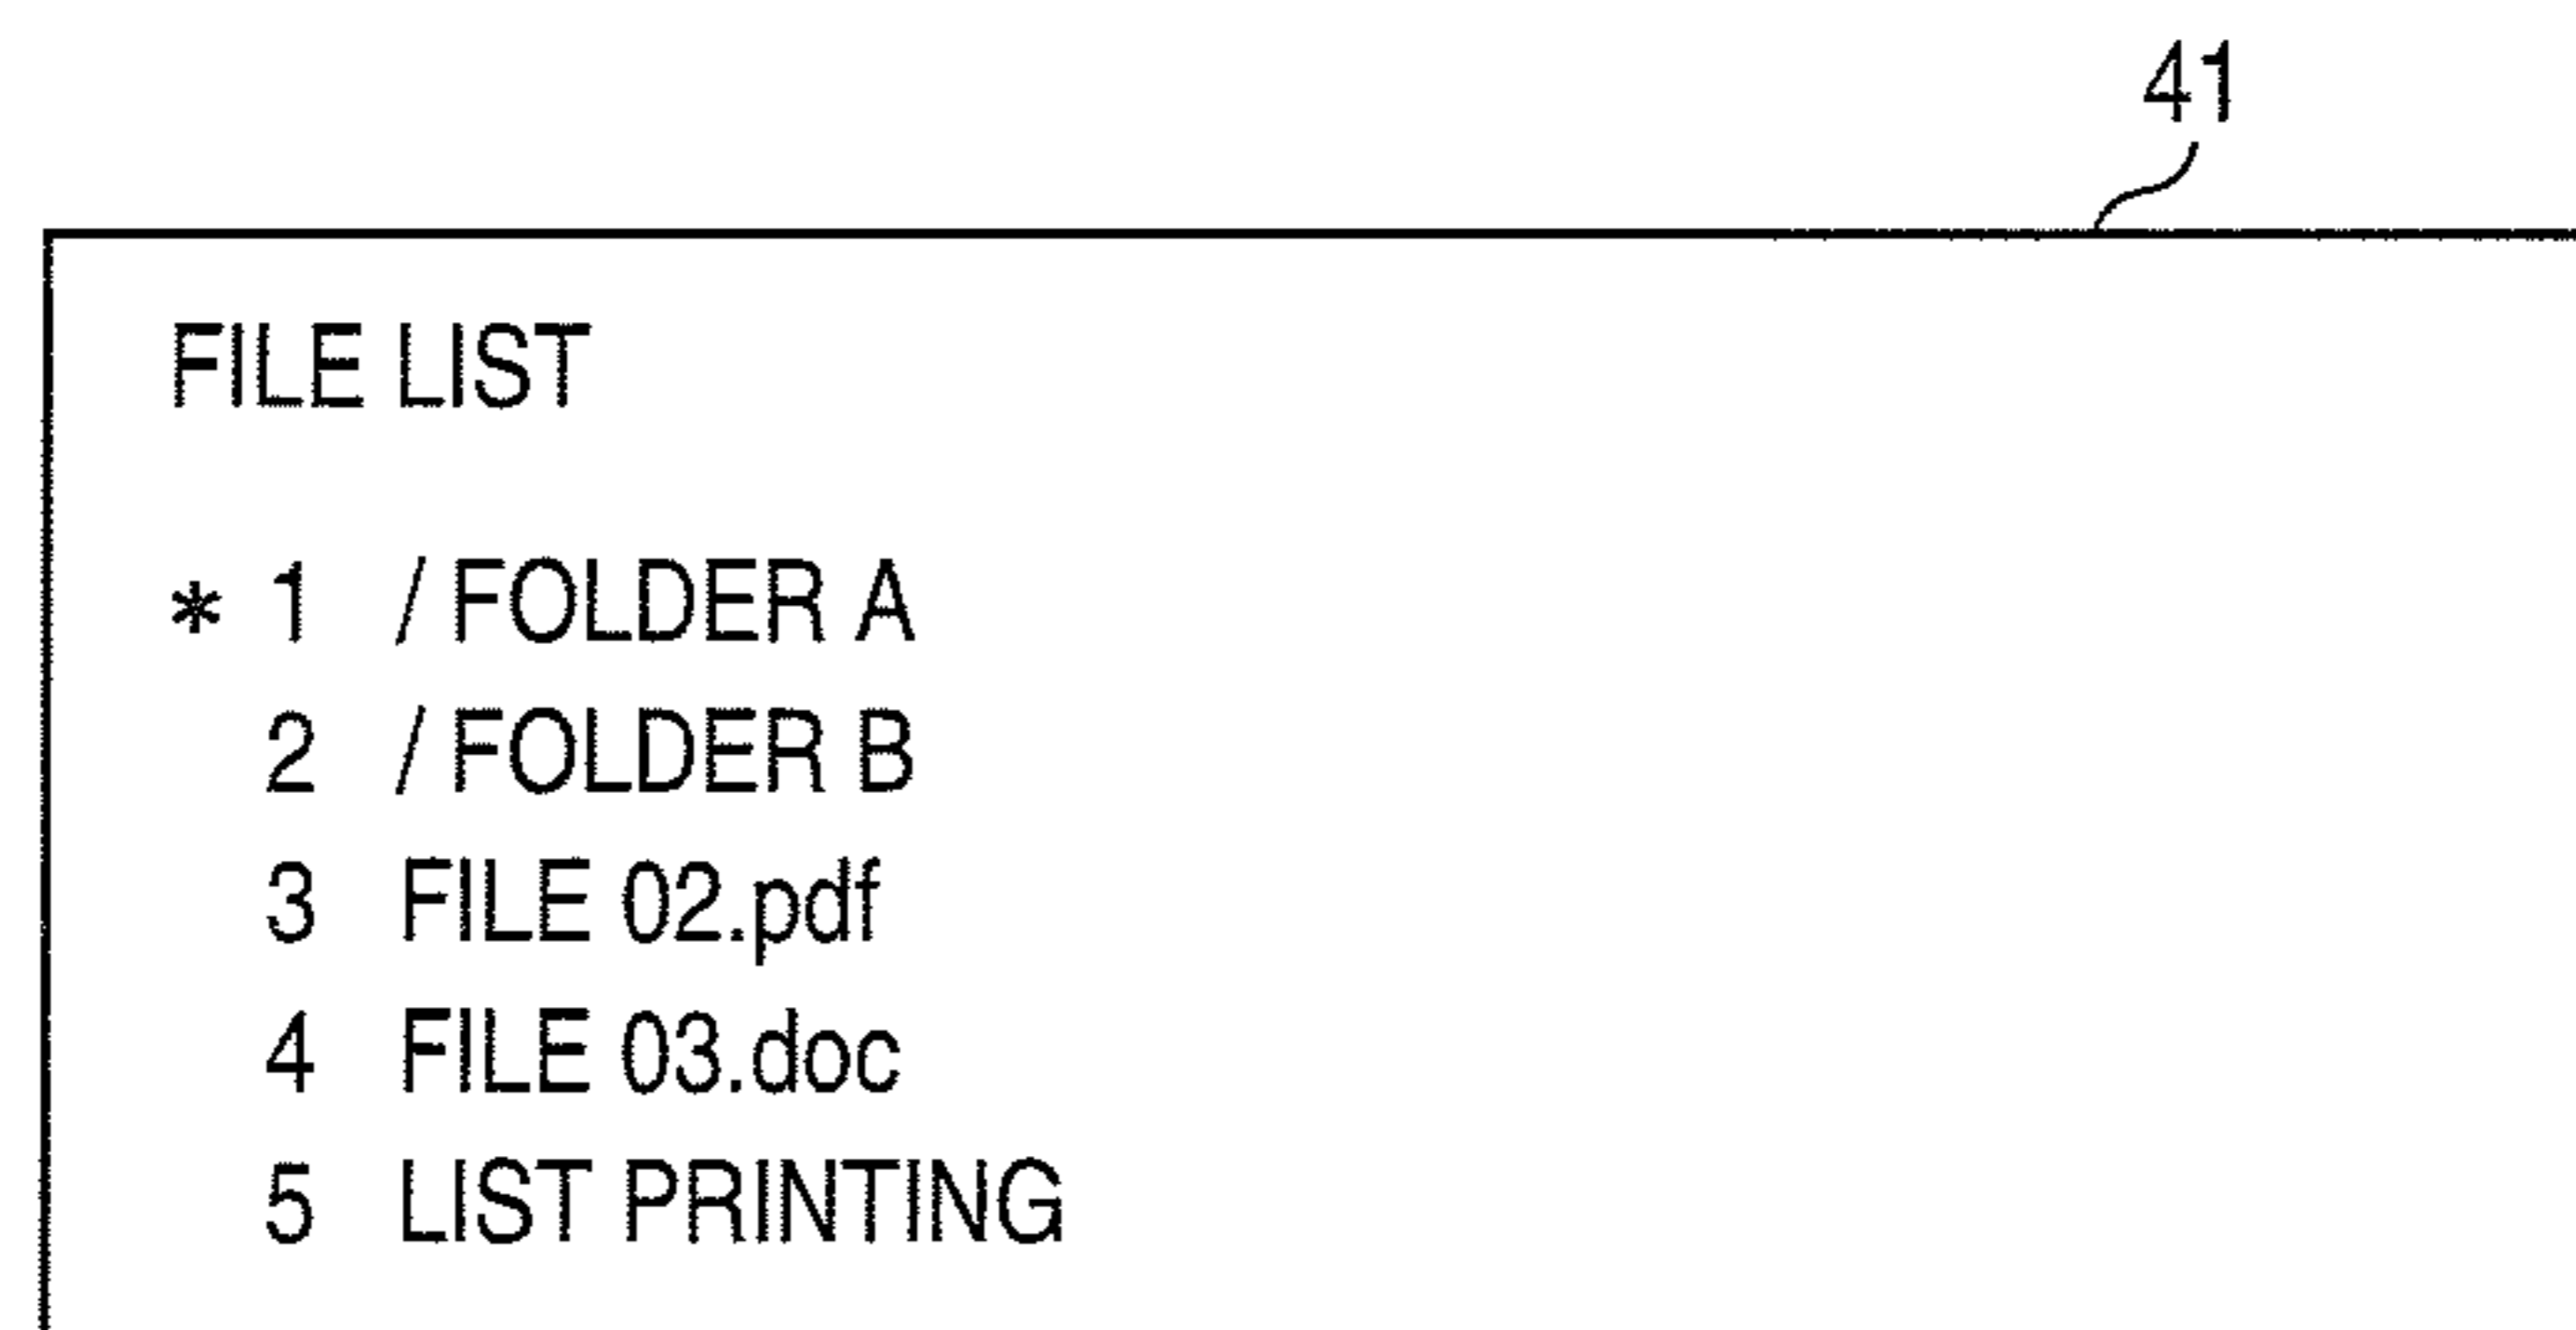 41
FILE LIST
* 1 / FOLDER A
2 / FOLDER B
3 FILE 02.pdf
4 FILE 03.doc
5 LIST PRINTING